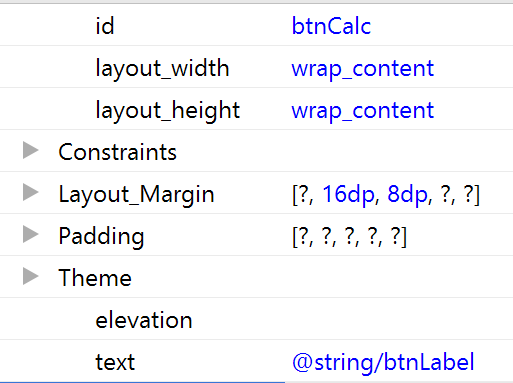 id btnCalc
layout_width wrap_content
layout_height wrap_content
Constraints
Layout_Margin [?, 16dp, 8dp, ?, ?]
Padding [?, ?, ?, ?, ?]
Theme
elevation
text @string/btnLabel